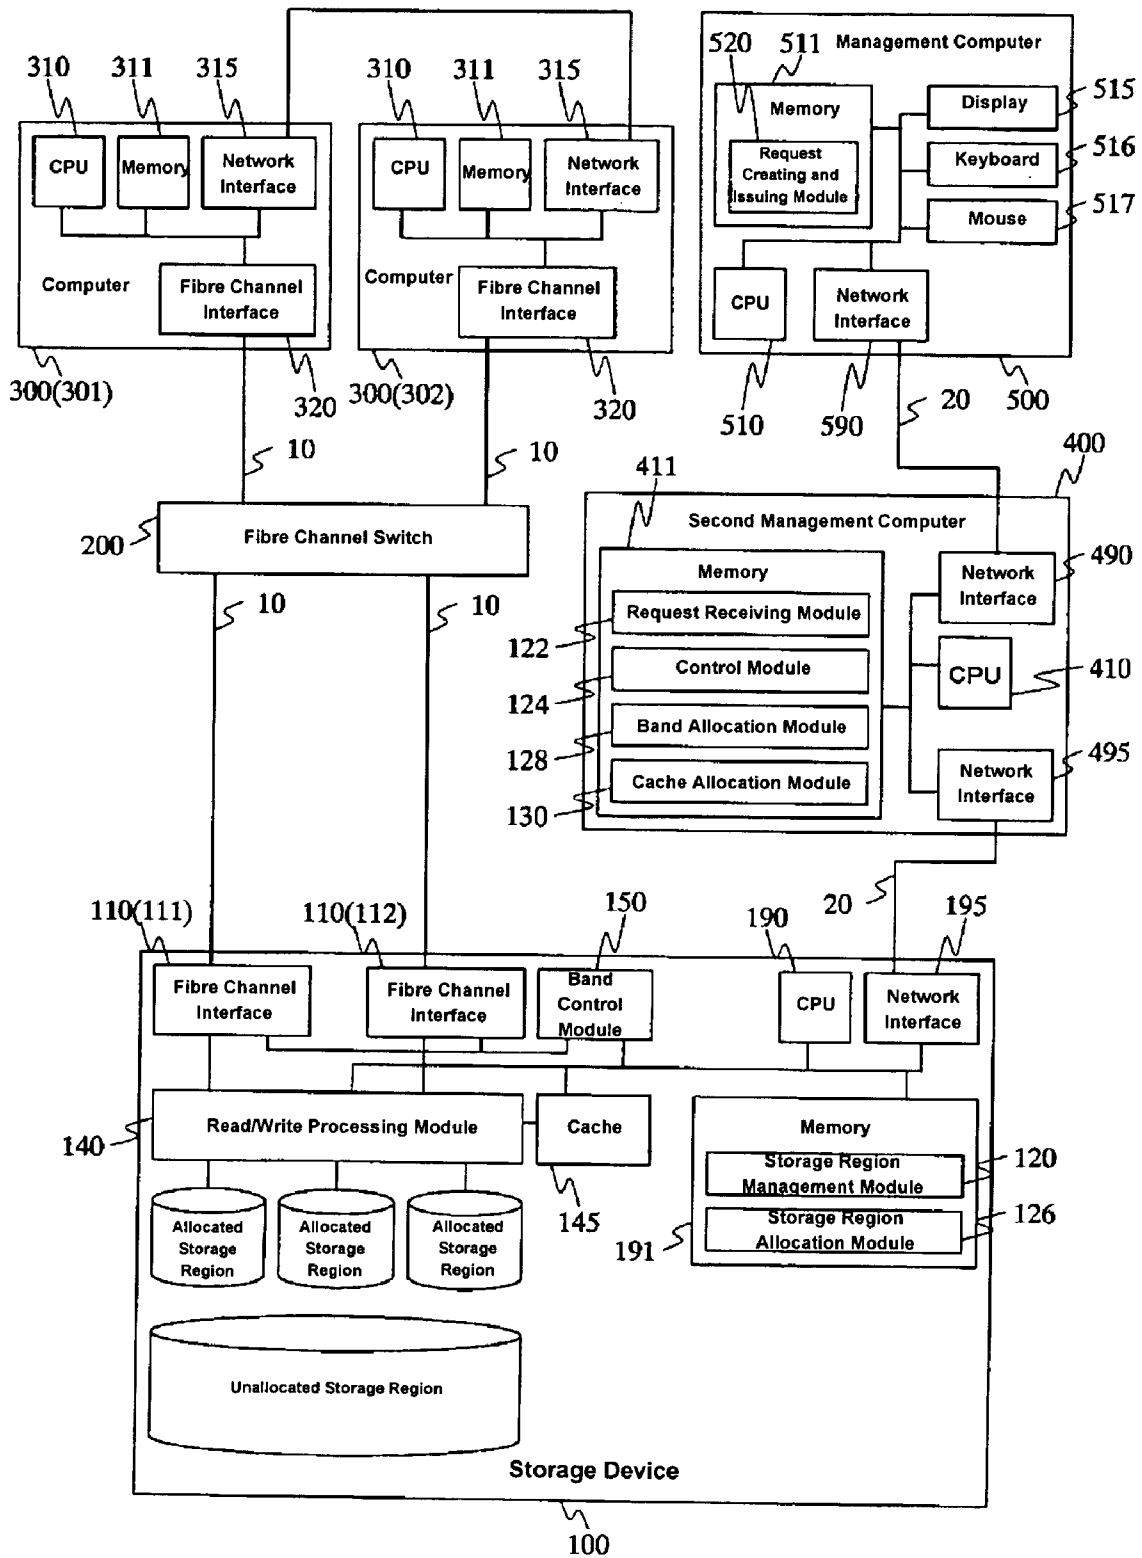 310
311
315
CPU
Memory
Network
Interface
Computer
Fibre Channel
Interface
300(301)
320
310
311
315
CPU
Memory
Network
Interface
Computer
Fibre Channel
Interface
300(302)
320
520
511
Management Computer
Memory
Request
Creating and
Issuing Module
Display
515
Keyboard
516
Mouse
517
CPU
Network
Interface
510
590
20
500
10
10
200
Fibre Channel Switch
10
10
411
400
Second Management Computer
Memory
Request Receiving Module
122
Control Module
124
Band Allocation Module
128
Cache Allocation Module
130
Network
Interface
490
CPU
410
Network
Interface
495
20
110(111)
110(112)
150
190
195
Fibre Channel
Interface
Fibre Channel
Interface
Band
Control
Module
CPU
Network
Interface
140
Read/Write Processing Module
Cache
145
Memory
Storage Region
Management Module
120
Storage Region
Allocation Module
126
191
Allocated
Storage
Region
Allocated
Storage
Region
Allocated
Storage
Region
Unallocated Storage Region
Storage Device
100